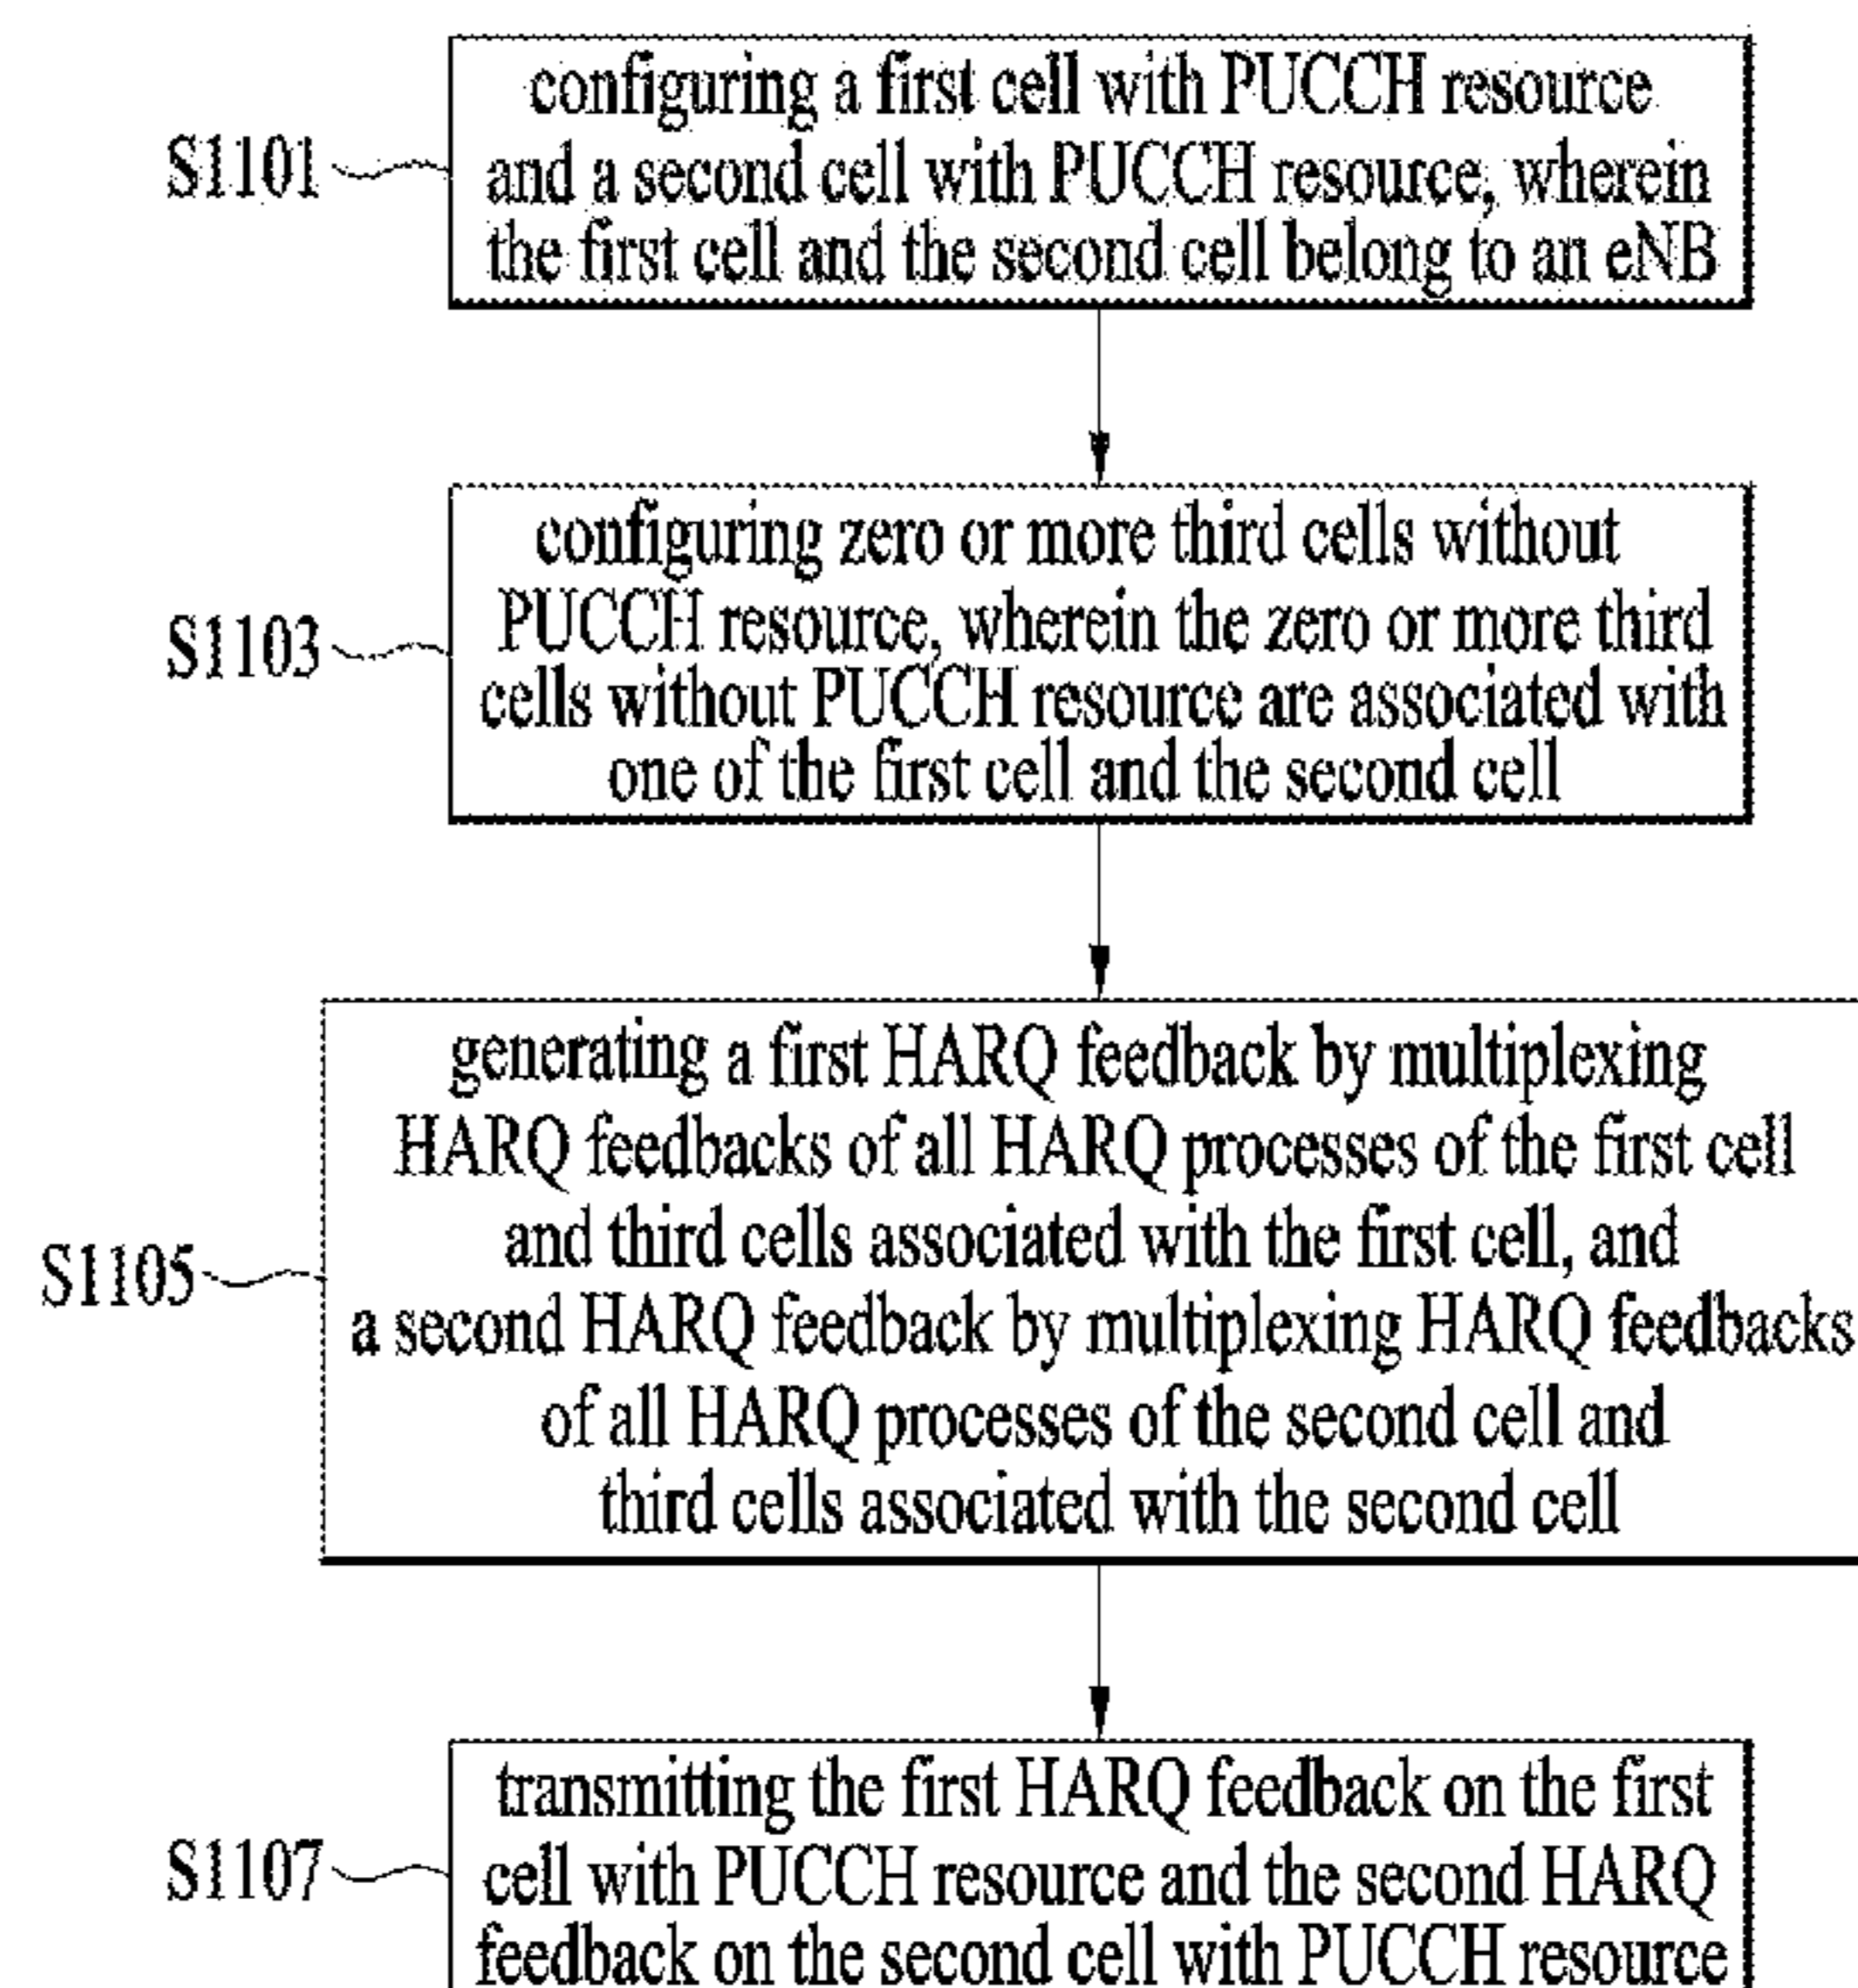 configuring a first cell with PUCCH resource
S1101
and a second cell with PUCCH resource, wherein
the first cell and the second cell belong to an eNB
configuring zero or more third cells without
S1103
PUCCH resource, wherein the zero or more third
cells without PUCCH resource are associated with
one of the first cell and the second cell
generating a first HARQ feedback by multiplexing
HARQ feedbacks of all HARQ processes of the first cell
and third cells associated with the first cell, and
S1105
a second HARQ feedback by multiplexing HARQ feedbacks
of all HARQ processes of the second cell and
third cells associated with the second cell
transmitting the first HARQ feedback on the first
S1107
cell with PUCCH resource and the second HARQ
feedback on the second cell with PUCCH resource